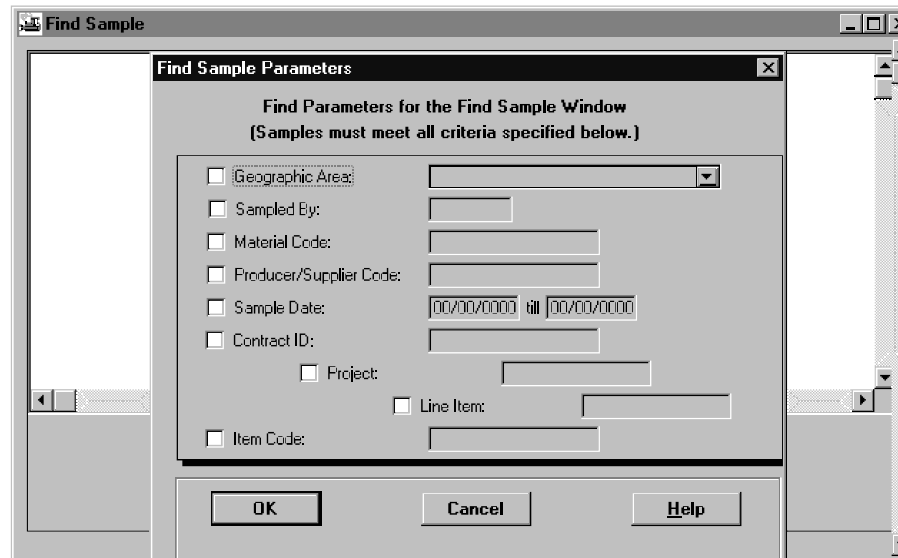 Find Sample
Find Sample Parameters
Find Parameters for the Find Sample Window
(Samples must meet all criteria specified below.)
Geographic Area:
Sampled By:
Material Code:
Producer/Supplier Code:
Sample Date: 00/00/0000 till 00/00/0000
Contract ID:
Project:
Line Item:
Item Code:
OK Cancel Help